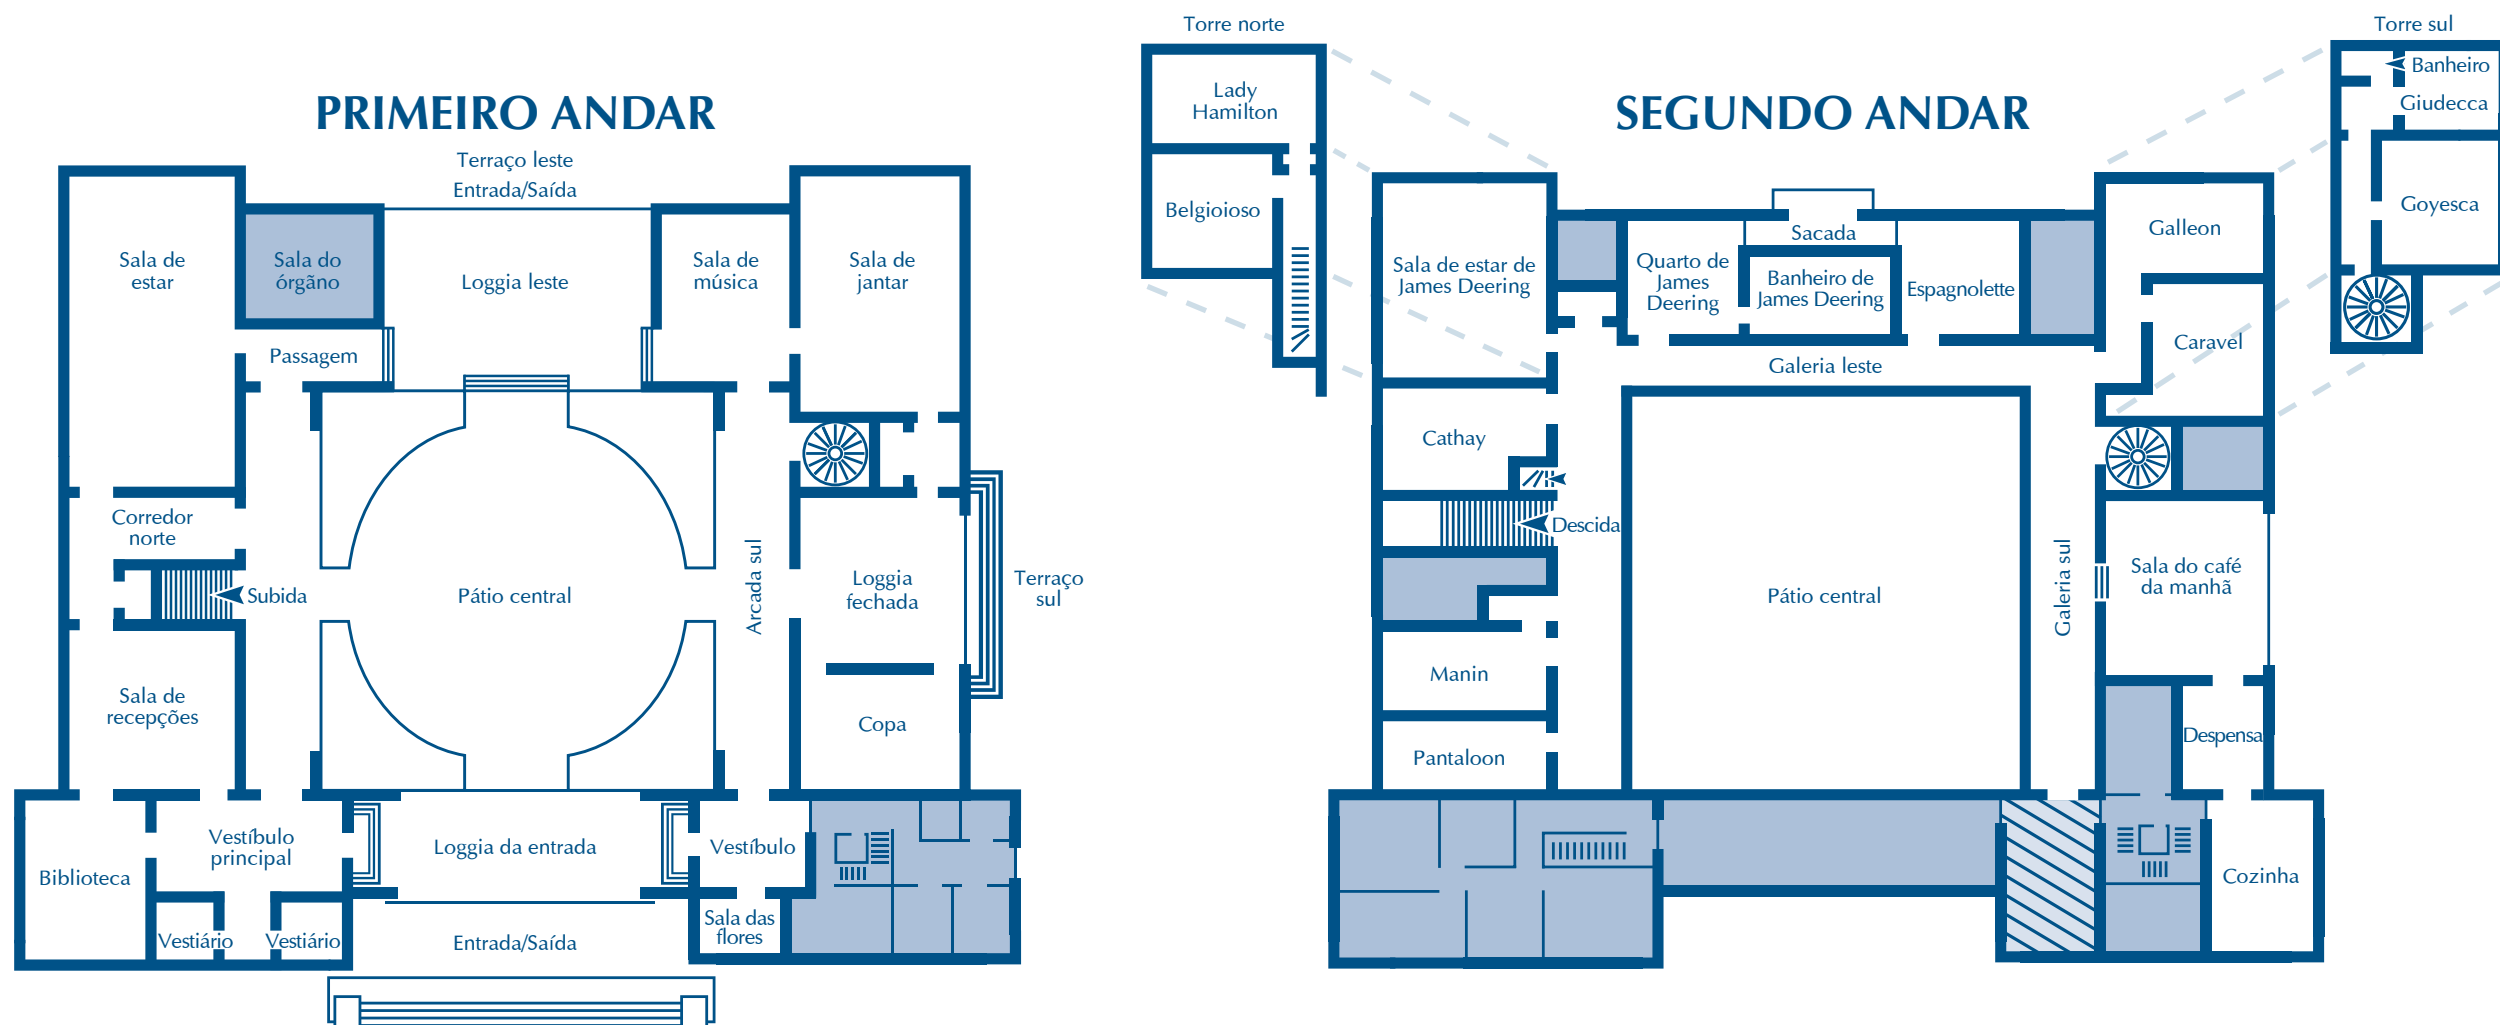 PRIMEIRO ANDAR
Terraço leste
Entrada/Saída
Sala de
estar
Sala do
órgãno
Loggia leste
Sala de
música
Sala de
jantar
Passagem
Corredor
norte
Subida
Pátio central
Arcada sul
Loggia
fechada
Terraço
sul
Sala de
recepções
Copa
Vestíbulo
principal
Biblioteca
Loggia da entrada
Vestíbulo
Vestiário
Vestiário
Entrada/Saída
Sala das
flores
SEGUNDO ANDAR
Torre norte
Lady
Hamilton
Belgioioso
Torre sul
Banheiro
Giudecca
Goyesca
Sala de estar de
James Deering
Quarto de
James
Deering
Sacada
Banheiro de
James Deering
Espagnolette
Galleon
Caravel
Galeria leste
Cathay
Descida
Pátio central
Galeria sul
Sala do café
da manhã
Manin
Pantaloon
Despensa
Cozinha